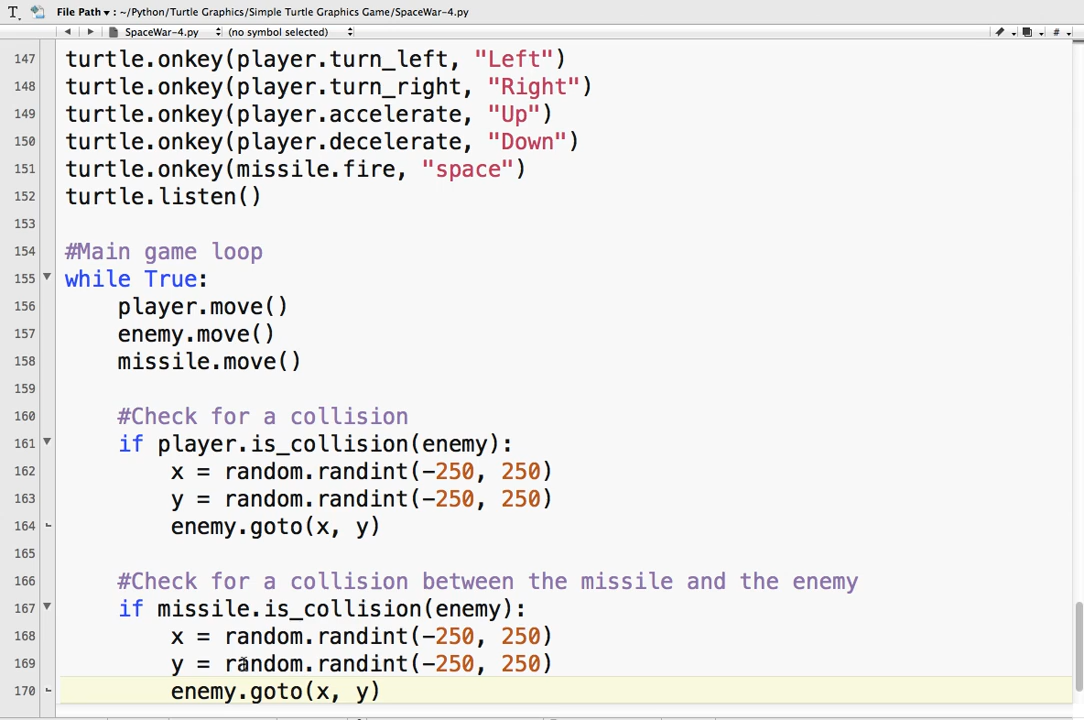 File Path ▾ : ~/Python/Turtle Graphics/Simple Turtle Graphics Game/SpaceWar-4.py
SpaceWar-4.py (no symbol selected)
147 turtle.onkey(player.turn_left, "Left")
148 turtle.onkey(player.turn_right, "Right")
149 turtle.onkey(player.accelerate, "Up")
150 turtle.onkey(player.decelerate, "Down")
151 turtle.onkey(missile.fire, "space")
152 turtle.listen()
153
154 #Main game loop
155 while True:
156     player.move()
157     enemy.move()
158     missile.move()
159
160     #Check for a collision
161     if player.is_collision(enemy):
162         x = random.randint(-250, 250)
163         y = random.randint(-250, 250)
164         enemy.goto(x, y)
165
166     #Check for a collision between the missile and the enemy
167     if missile.is_collision(enemy):
168         x = random.randint(-250, 250)
169         y = random.randint(-250, 250)
170         enemy.goto(x, y)